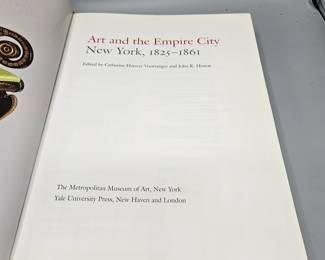 Art and the Empire City
New York, 1825–1861
Edited by Catherine Hoover Voorsanger and John K. Howat
The Metropolitan Museum of Art, New York
Yale University Press, New Haven and London